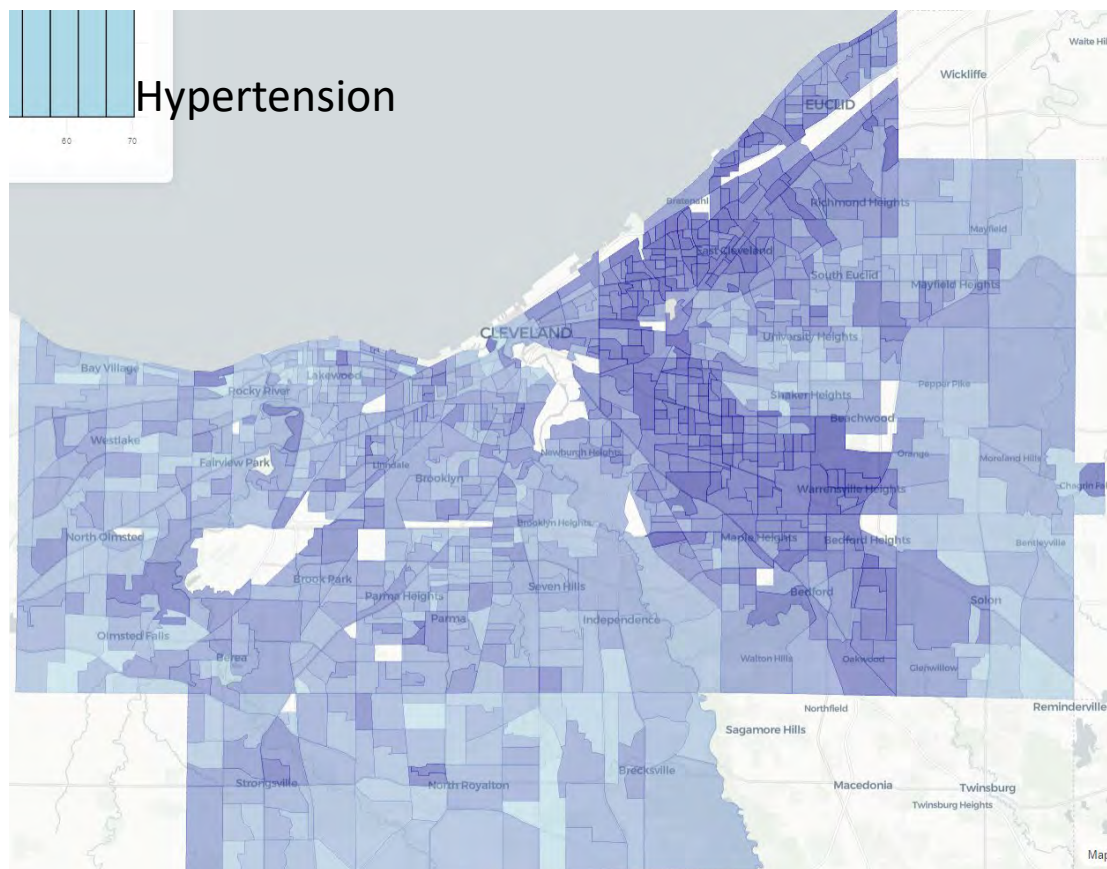 Hypertension
60 70
Waite Hil
Wickliffe
EUCLID
Bratenahl
Richmond Heights
Mayfield
East Cleveland
South Euclid
Mayfield Heights
CLEVELAND
University Heights
Bay Village
Lakewood
Rocky River
Pepper Pike
Shaker Heights
Beachwood
Westlake
Newburgh Heights
Orange
Moreland Hills
Fairview Park
Linndale
Brooklyn
Warrensville Heights
Chagrin Fal
Brooklyn Heights
North Olmsted
Maple Heights
Bedford Heights
Bentleyville
Brook Park
Seven Hills
Parma Heights
Bedford
Solon
Parma
Independence
Olmsted Falls
Berea
Walton Hills
Oakwood
Glenwillow
Northfield
Reminderville
Sagamore Hills
Brecksville
Strongsville
North Royalton
Macedonia
Twinsburg
Twinsburg Heights
Map